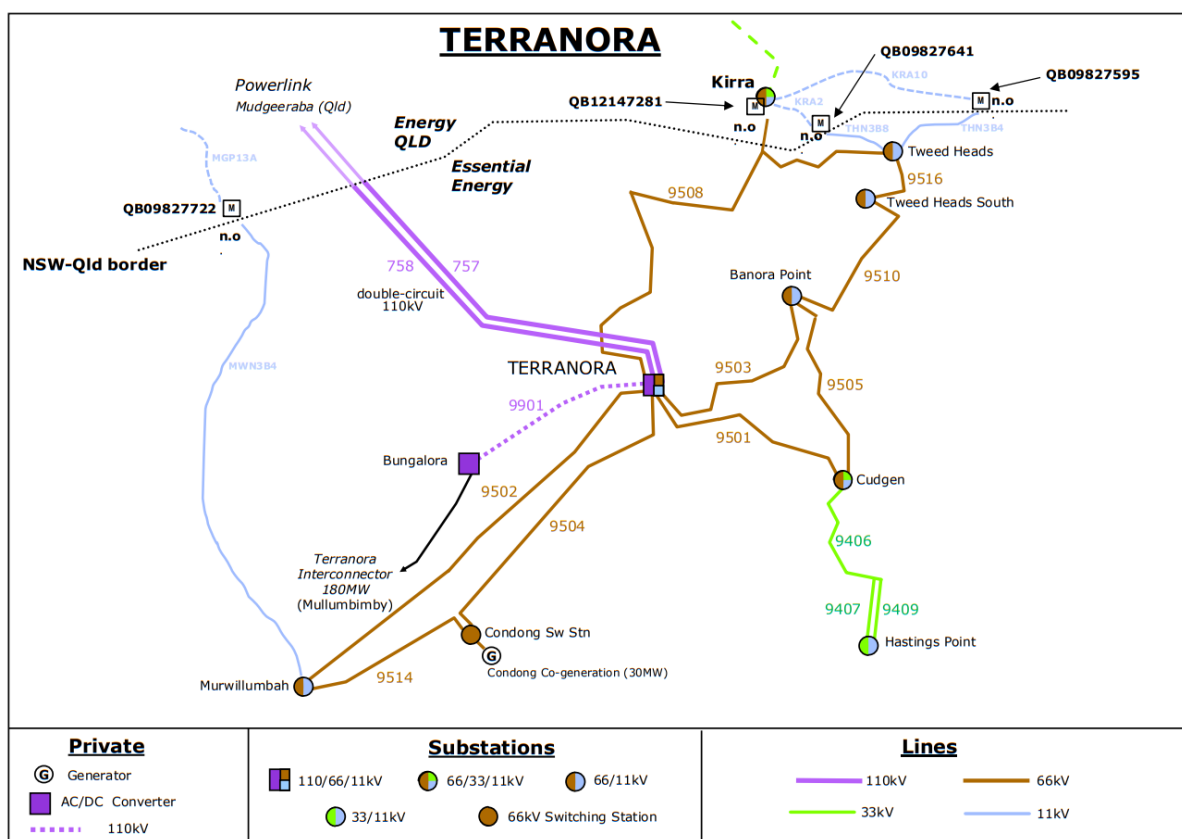 TERRANORA
Powerlink
Mudgeeraba (Qld)
Kirra
QB09827641
KRA10
QB09827595
QB12147281
M
KRA2
M
M
n.o
n.o
n.o
THN3B8
THN3B4
Energy
QLD
Essential
Energy
MGP13A
Tweed Heads
9516
9508
Tweed Heads South
QB09827722
M
n.o
NSW-Qld border
758
757
9510
Banora Point
double-circuit
110kV
MWN3B4
TERRANORA
9503
9505
9901
9501
Bungalora
9502
Cudgen
9504
9406
Terranora
Interconnector
180MW
(Mullumbimby)
9407
9409
Condong Sw Stn
Hastings Point
G
Condong Co-generation (30MW)
Murwillumbah
9514
Private
G
Generator
AC/DC Converter
110kV
Substations
110/66/11kV
66/33/11kV
66/11kV
33/11kV
66kV Switching Station
Lines
110kV
66kV
33kV
11kV